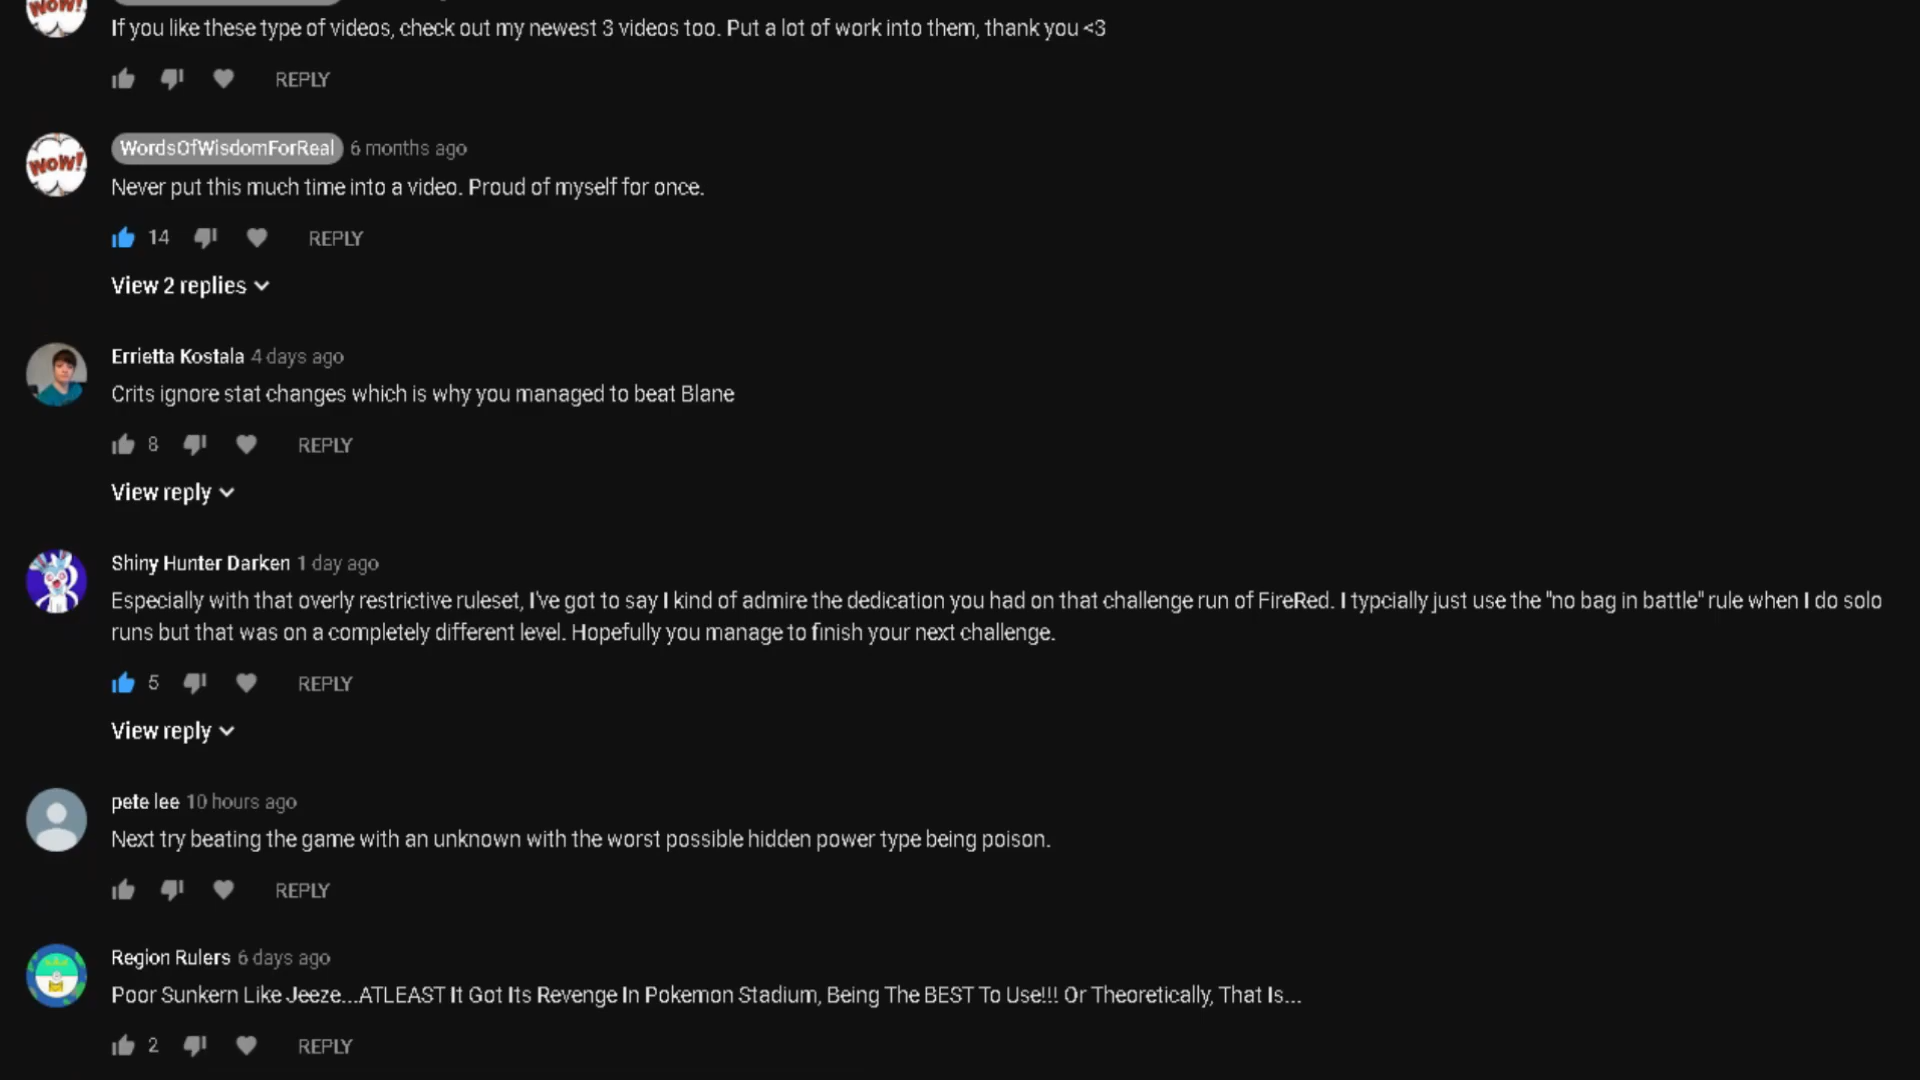 WOW!
If you like these type of videos, check out my newest 3 videos too. Put a lot of work into them, thank you <3
REPLY
WOW!
WordsOfWisdomForReal 6 months ago
Never put this much time into a video. Proud of myself for once.
14 REPLY
View 2 replies
Errietta Kostala 4 days ago
Crits ignore stat changes which is why you managed to beat Blane
8 REPLY
View reply
Shiny Hunter Darken 1 day ago
Especially with that overly restrictive ruleset, I've got to say I kind of admire the dedication you had on that challenge run of FireRed. I typcially just use the "no bag in battle" rule when I do solo
runs but that was on a completely different level. Hopefully you manage to finish your next challenge.
5 REPLY
View reply
pete lee 10 hours ago
Next try beating the game with an unknown with the worst possible hidden power type being poison.
REPLY
Region Rulers 6 days ago
Poor Sunkern Like Jeeze...ATLEAST It Got Its Revenge In Pokemon Stadium, Being The BEST To Use!!! Or Theoretically, That Is...
2 REPLY